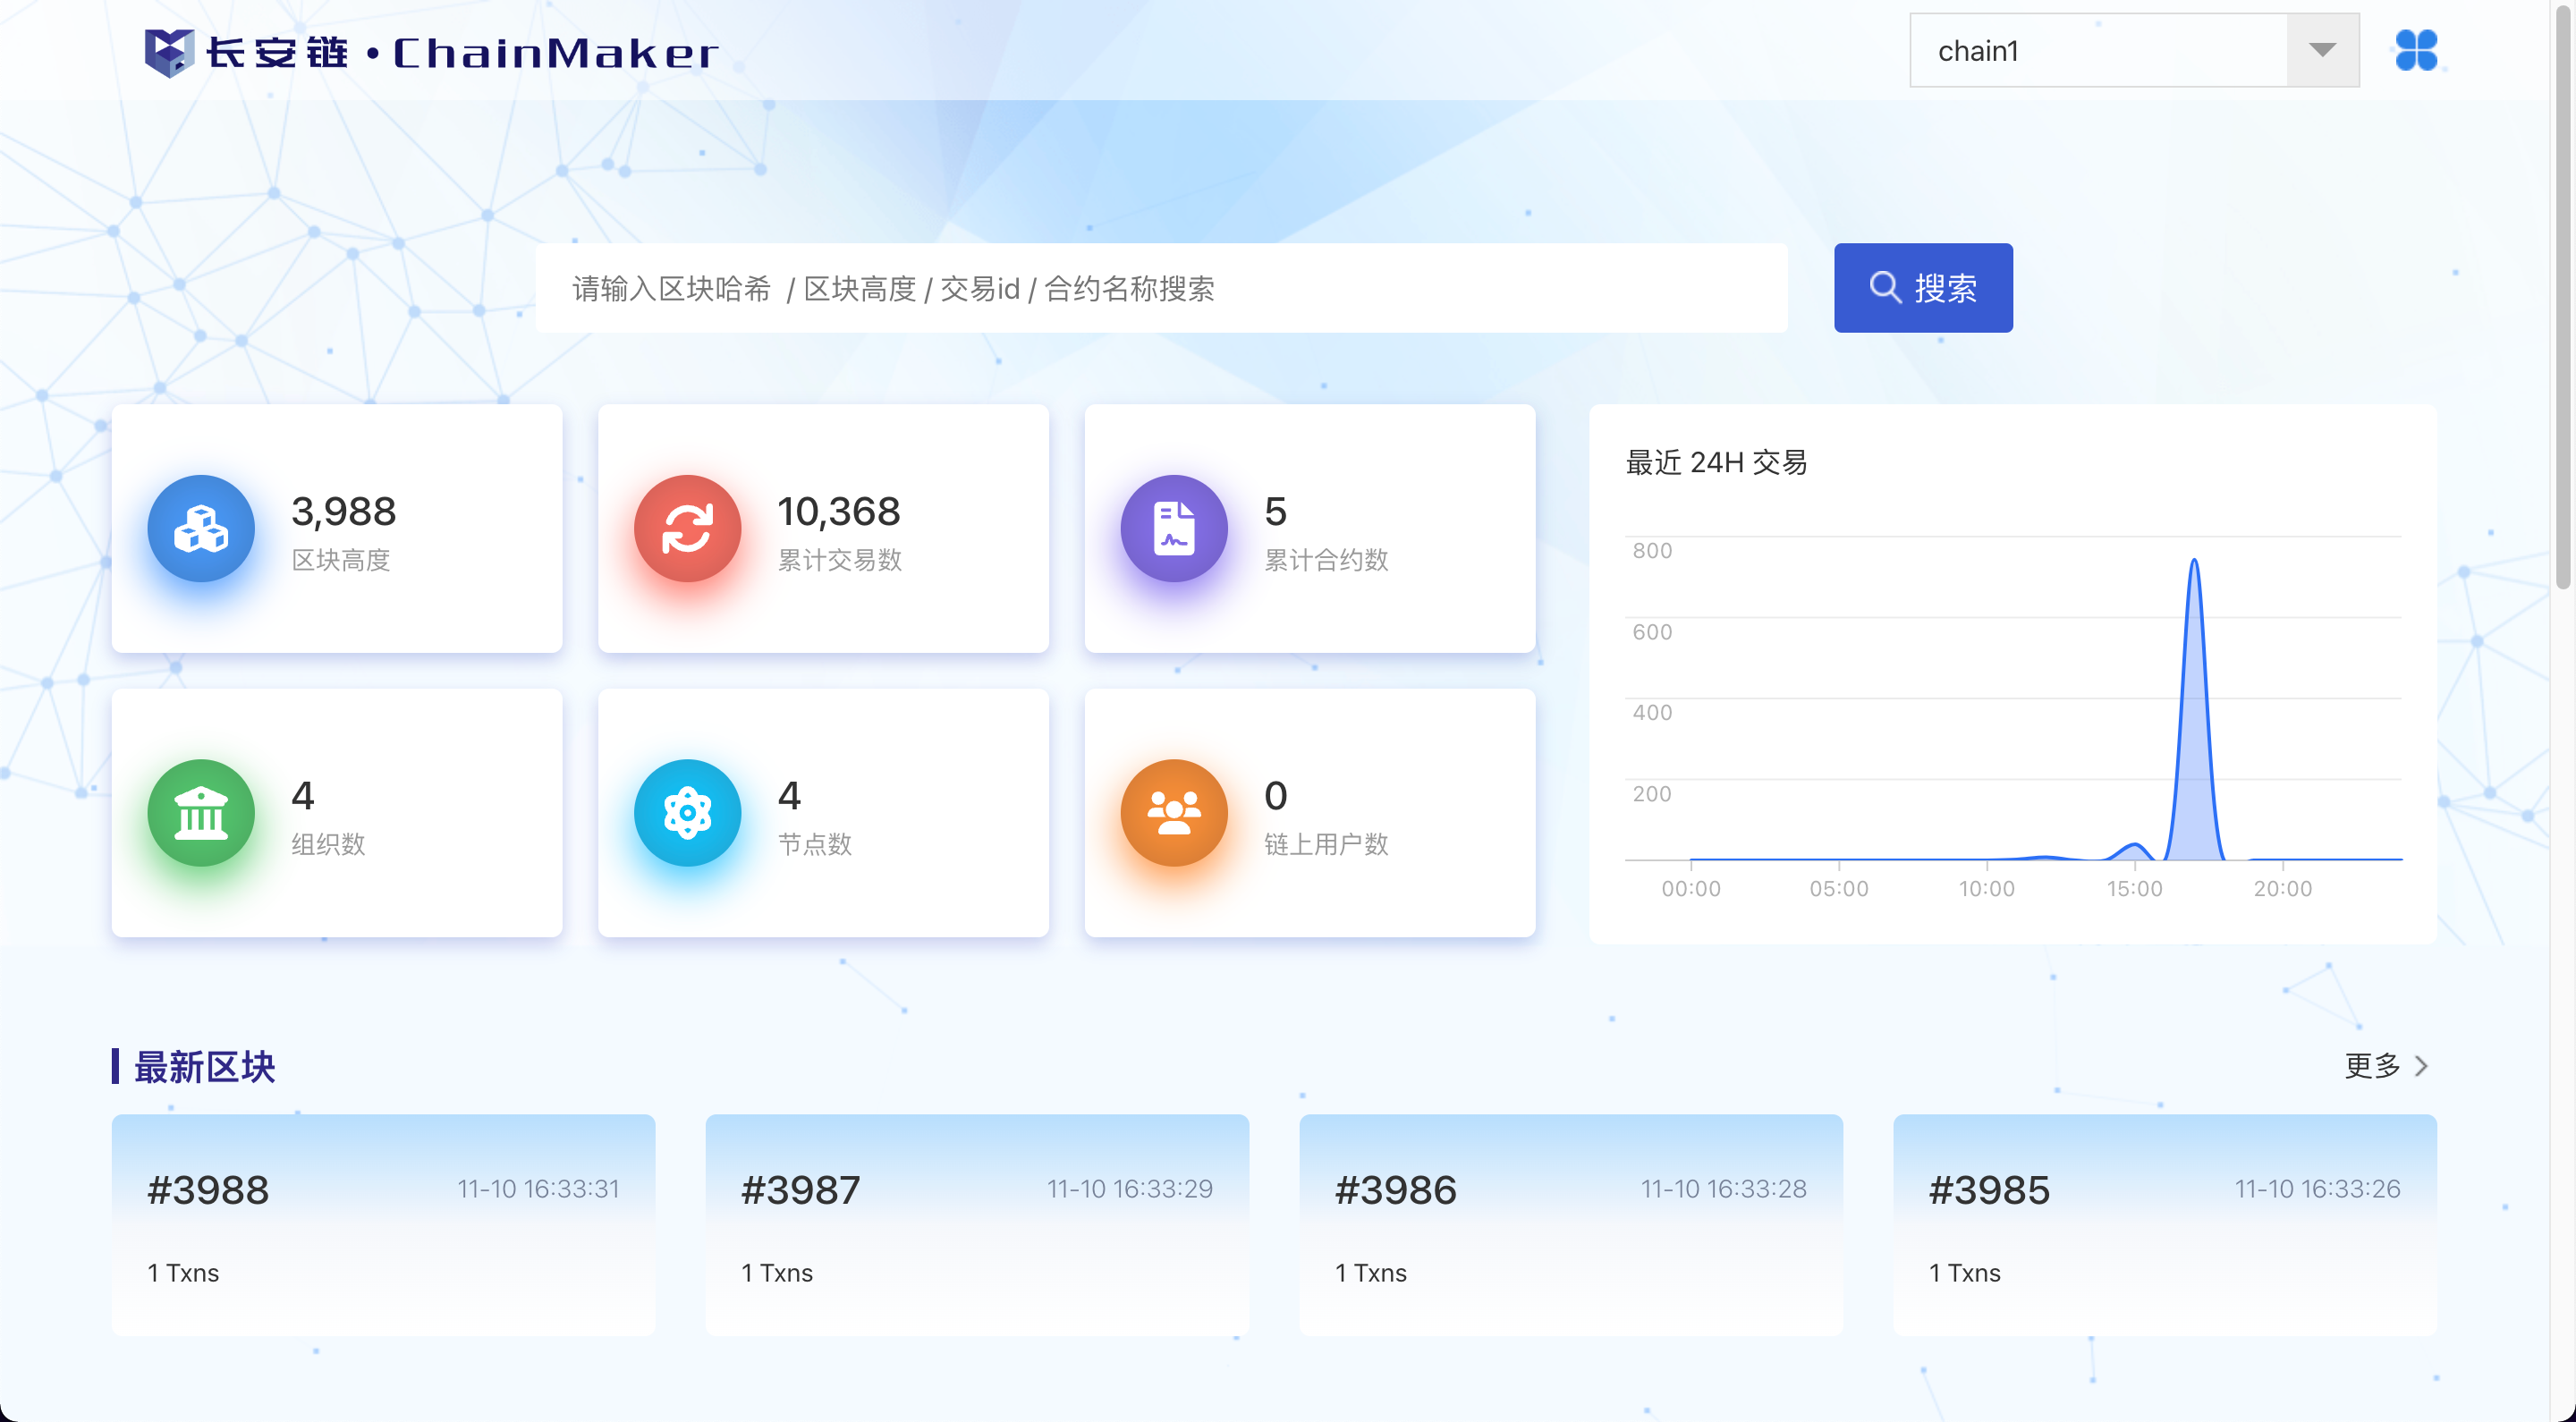 长安链·ChainMaker
chain1
请输入区块哈希 / 区块高度 / 交易id / 合约名称搜索
搜索
3,988
区块高度
10,368
累计交易数
5
累计合约数
4
组织数
4
节点数
0
链上用户数
最近 24H 交易
800
600
400
200
00:00 05:00 10:00 15:00 20:00
最新区块
更多
#3988 11-10 16:33:31
1 Txns
#3987 11-10 16:33:29
1 Txns
#3986 11-10 16:33:28
1 Txns
#3985 11-10 16:33:26
1 Txns